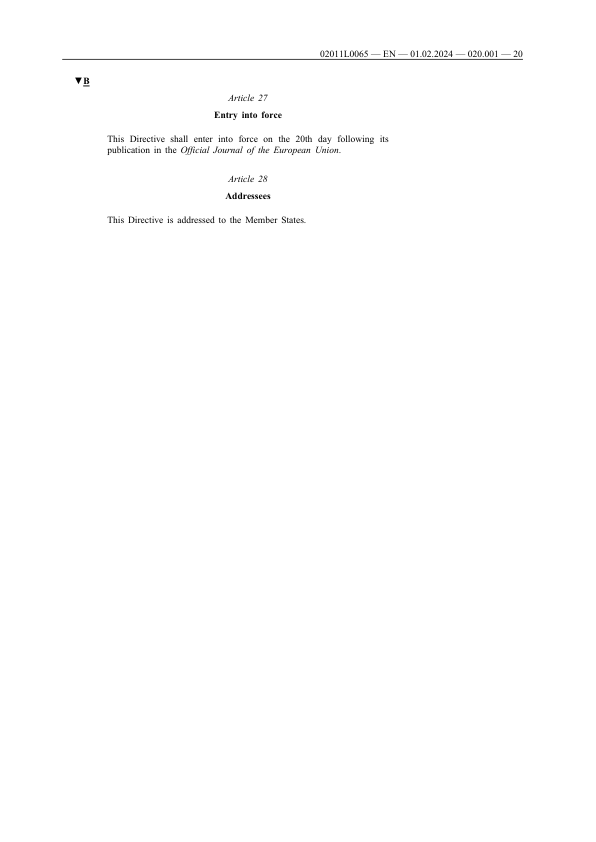 02011L0065 — EN — 01.02.2024 — 020.001 — 20
▼B
Article 27
Entry into force
This Directive shall enter into force on the 20th day following its
publication in the Official Journal of the European Union.
Article 28
Addressees
This Directive is addressed to the Member States.